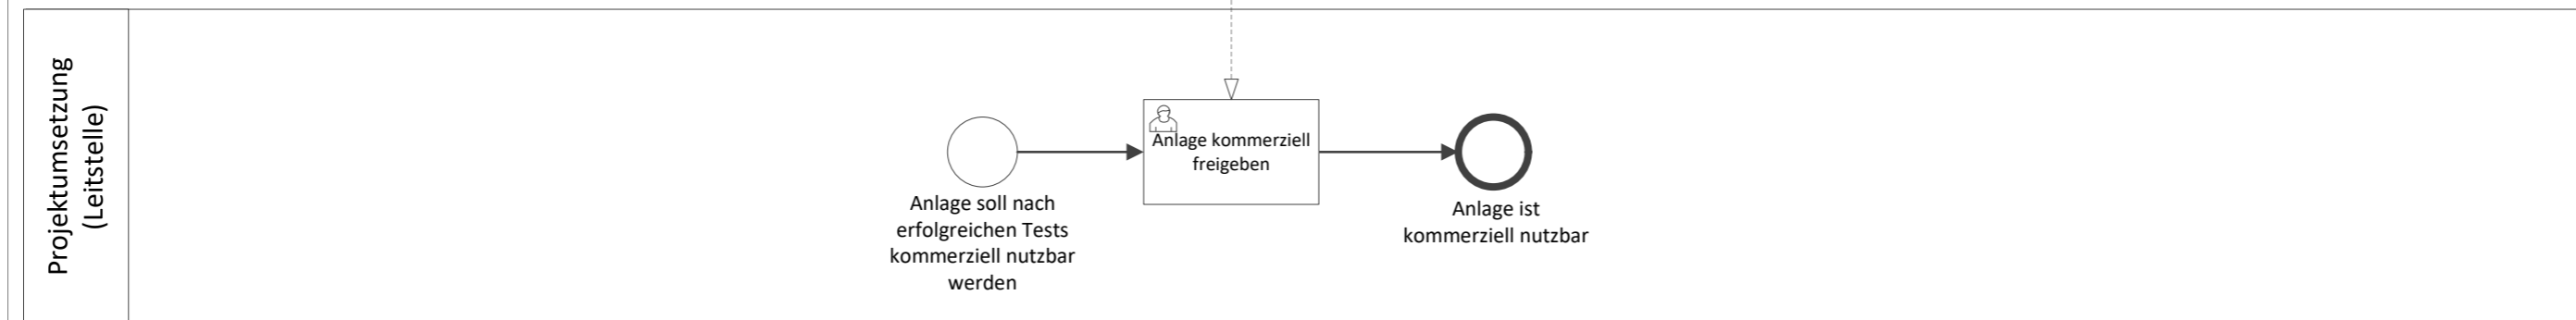 Projektumsetzung
(Leitstelle)
Anlage soll nach
erfolgreichen Tests
kommerziell nutzbar
werden
Anlage kommerziell
freigeben
Anlage ist
kommerziell nutzbar